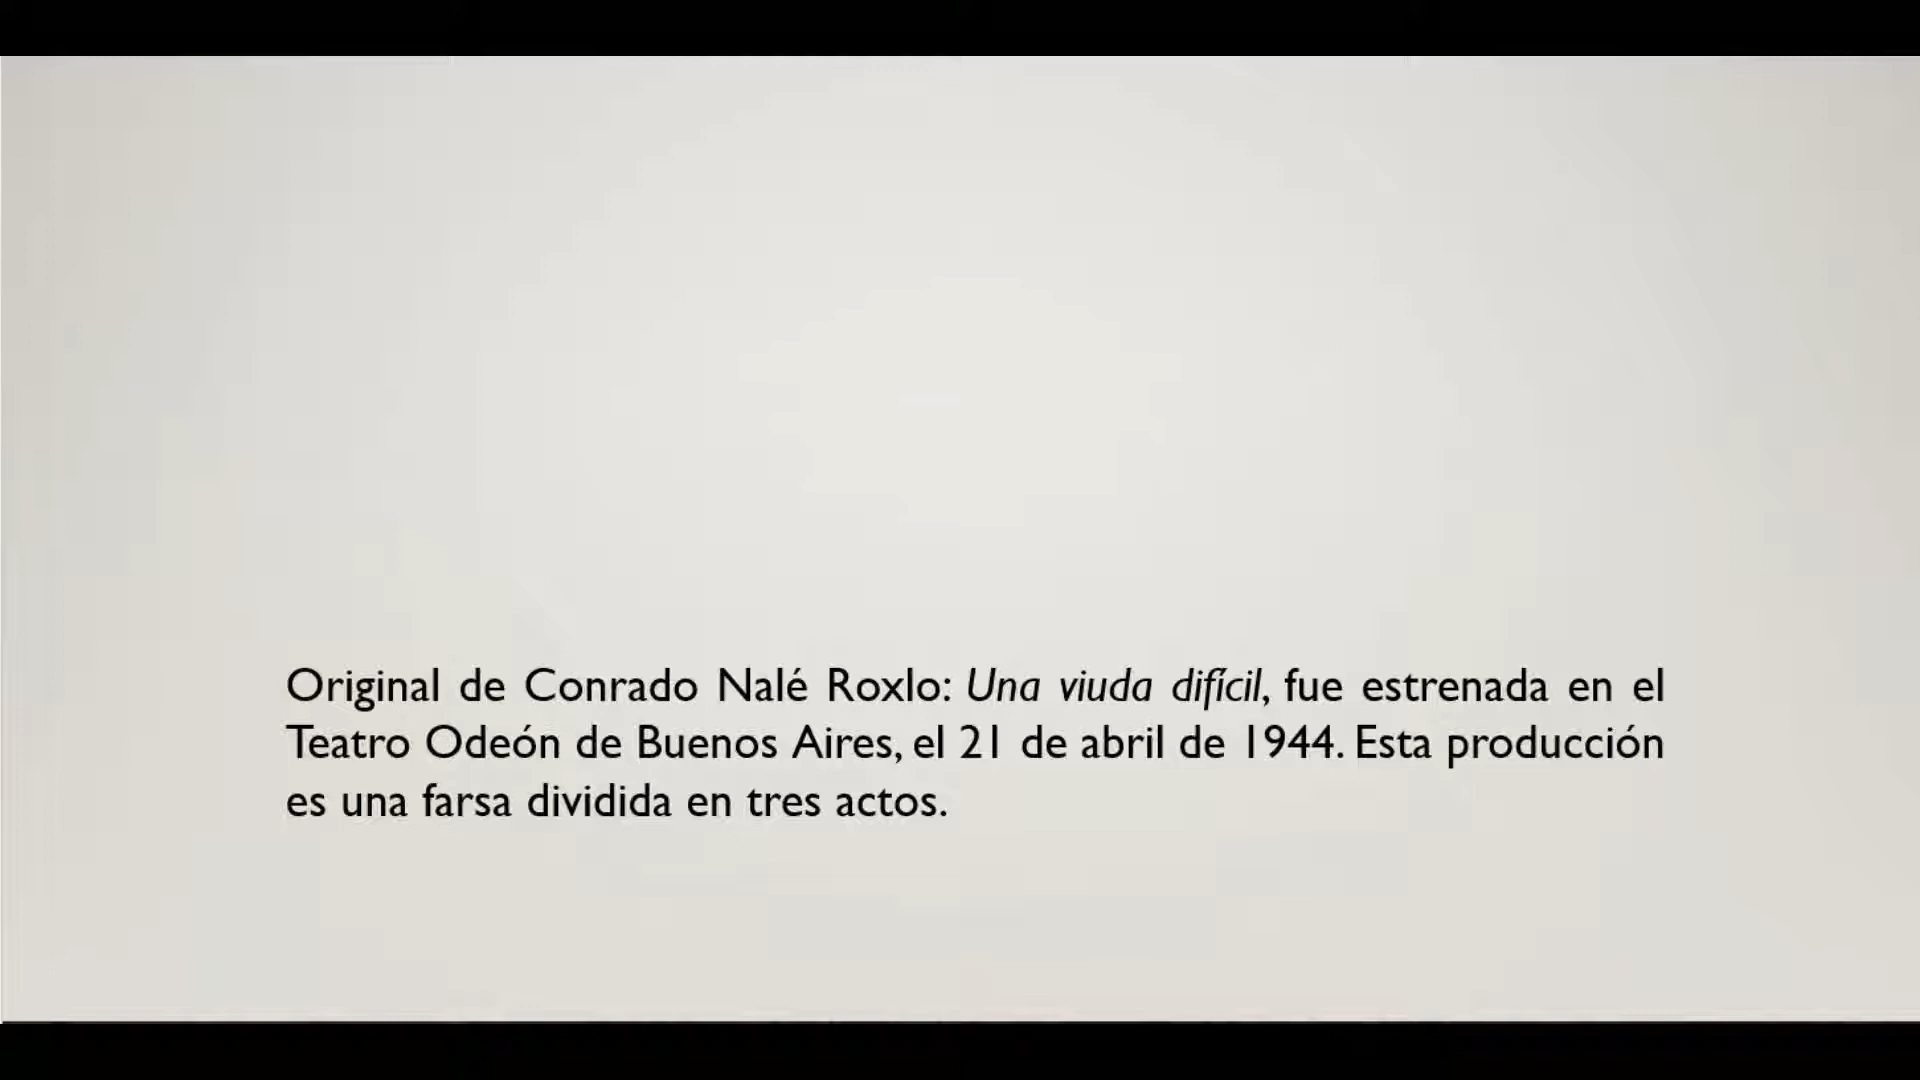 Original de Conrado Nalé Roxlo: Una viuda difícil, fue estrenada en el
Teatro Odeón de Buenos Aires, el 21 de abril de 1944. Esta producción
es una farsa dividida en tres actos.